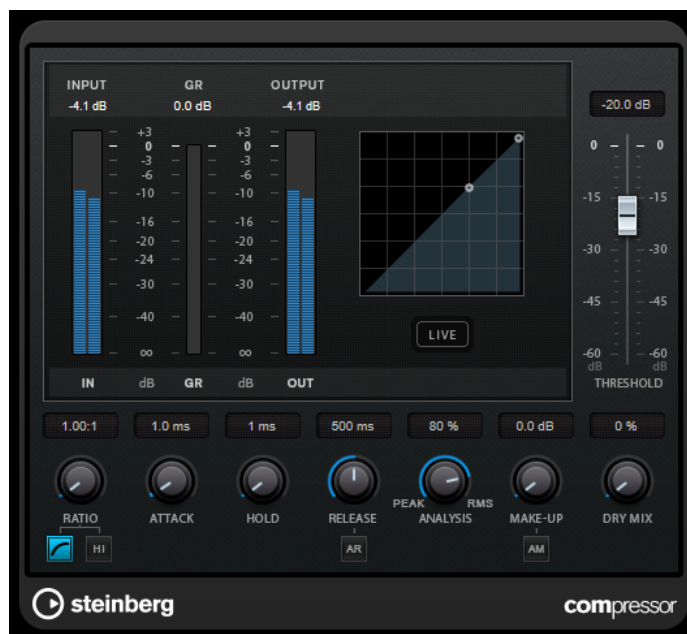 INPUT GR OUTPUT
-4.1 dB 0.0 dB -4.1 dB
-20.0 dB
+3 +3
0 0
-3 -3
-6 -6
-10 -10
-16 -16
-20 -20
-24 -24
-30 -30
-40 -40
∞ ∞
IN dB GR dB OUT
LIVE
0 0
-15 -15
-30 -30
-45 -45
-60 -60
dB dB
THRESHOLD
1.00:1 1.0 ms 1 ms 500 ms 80 % 0.0 dB 0 %
PEAK RMS
RATIO ATTACK HOLD RELEASE ANALYSIS MAKE-UP DRY MIX
HI AR AM
steinberg compressor